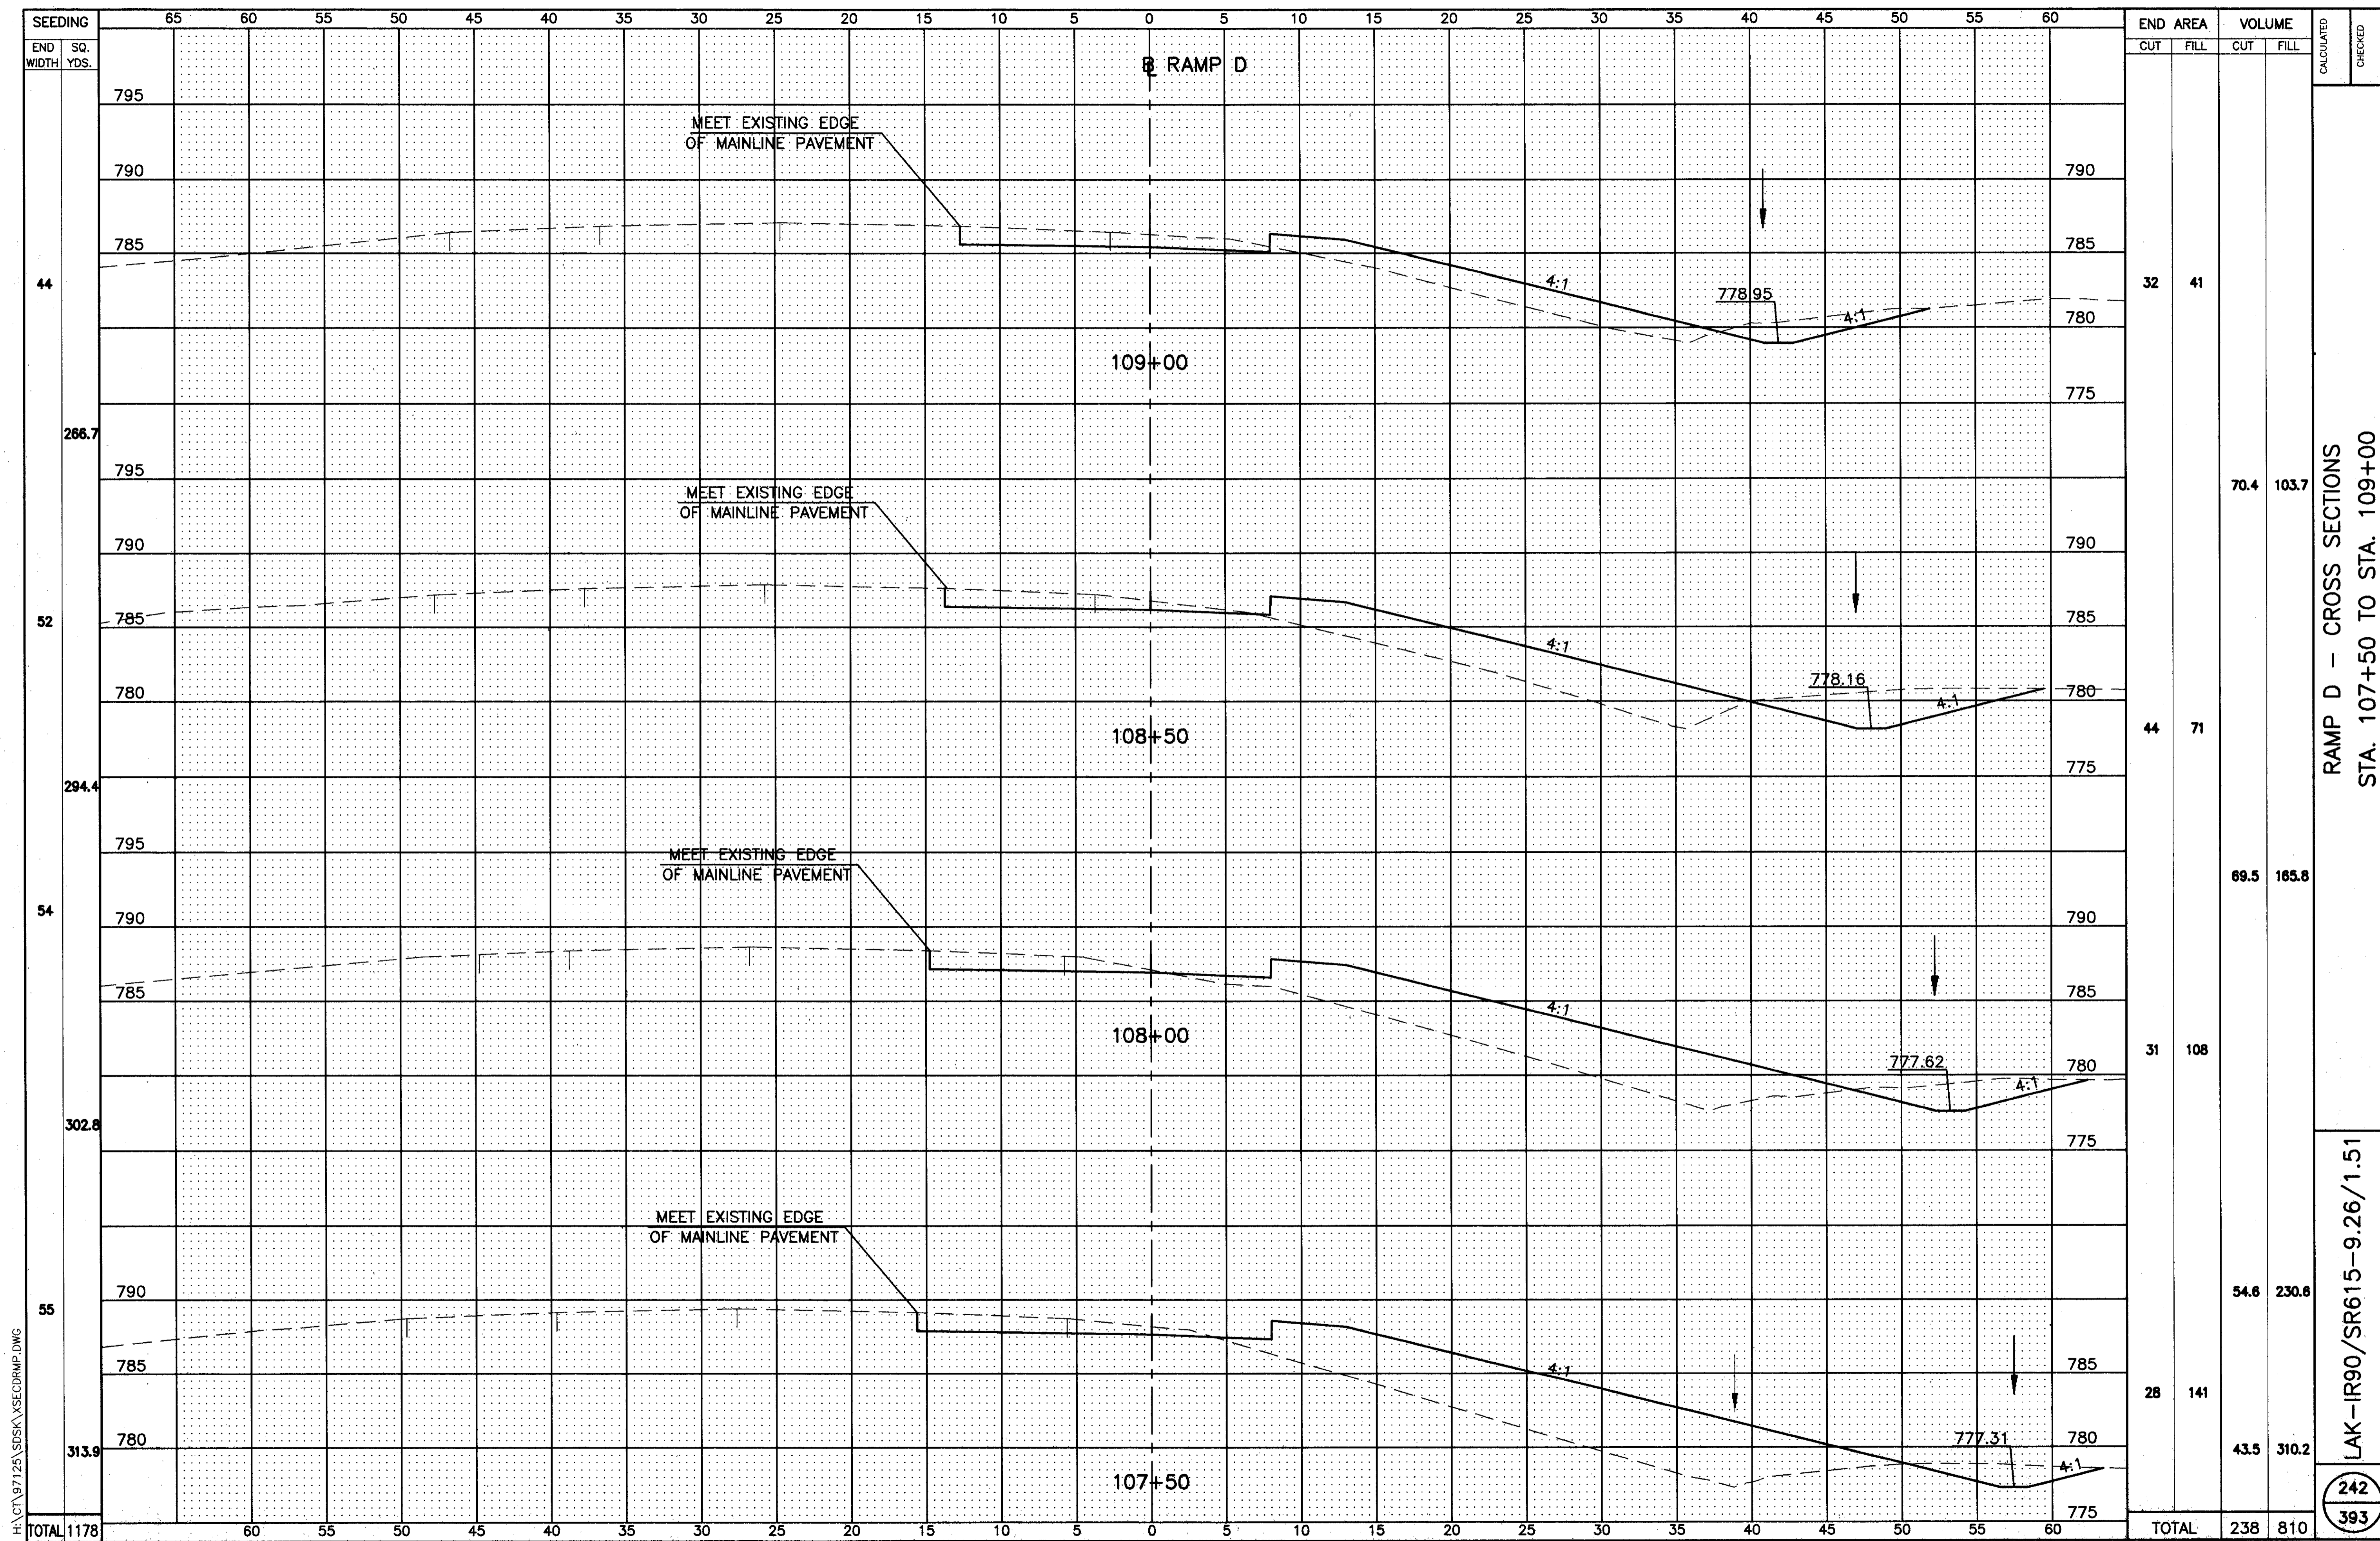 SEEDING
END WIDTH
SQ. YDS.
65 60 55 50 45 40 35 30 25 20 15 10 5 0 5 10 15 20 25 30 35 40 45 50 55 60
END AREA
VOLUME
CUT FILL CUT FILL
CALCULATED
CHECKED
RAMP D
795
MEET EXISTING EDGE
OF MAINLINE PAVEMENT
790 790
785 785
44
4:1
778.95
4:1
32 41
780
109+00
775
266.7
795
70.4 103.7
MEET EXISTING EDGE
OF MAINLINE PAVEMENT
790 790
785 785
52
4:1
778.16
4:1
780 780
44 71
108+50
775
294.4
795
MEET EXISTING EDGE
OF MAINLINE PAVEMENT
69.5 165.8
54
790 790
785 785
4:1
108+00
31 108
777.62
780
4:1
302.8
775
MEET EXISTING EDGE
OF MAINLINE PAVEMENT
790
54.6 230.6
55
785 785
4:1
28 141
780
777.31
780
313.9
43.5 310.2
4:1
107+50
775
TOTAL 1178
60 55 50 45 40 35 30 25 20 15 10 5 0 5 10 15 20 25 30 35 40 45 50 55 60
TOTAL 238 810
RAMP D – CROSS SECTIONS
STA. 107+50 TO STA. 109+00
LAK–IR90/SR615–9.26/1.51
242
393
H:\CT\97125\SDSK\XSECDRMP.DWG